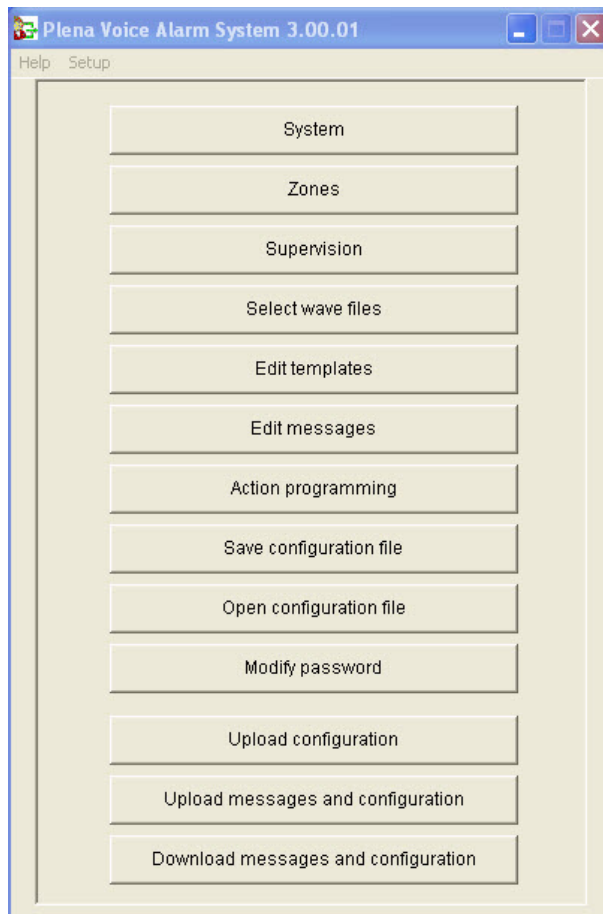 Plena Voice Alarm System 3.00.01
Help Setup
System
Zones
Supervision
Select wave files
Edit templates
Edit messages
Action programming
Save configuration file
Open configuration file
Modify password
Upload configuration
Upload messages and configuration
Download messages and configuration